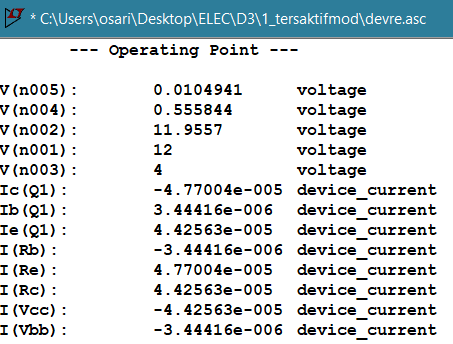 * C:\Users\osari\Desktop\ELEC\D3\1_tersaktifmod\devre.asc
--- Operating Point ---
V(n005): 0.0104941 voltage
V(n004): 0.555844 voltage
V(n002): 11.9557 voltage
V(n001): 12 voltage
V(n003): 4 voltage
Ic(Q1): -4.77004e-005 device_current
Ib(Q1): 3.44416e-006 device_current
Ie(Q1): 4.42563e-005 device_current
I(Rb): -3.44416e-006 device_current
I(Re): 4.77004e-005 device_current
I(Rc): 4.42563e-005 device_current
I(Vcc): -4.42563e-005 device_current
I(Vbb): -3.44416e-006 device_current